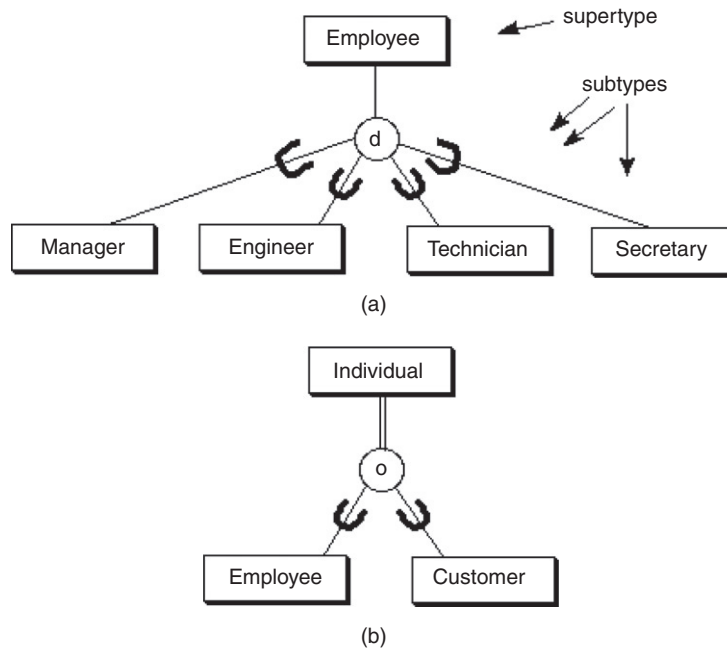 Employee
supertype
subtypes
d
Manager
Engineer
Technician
Secretary
(a)
Individual
o
Employee
Customer
(b)